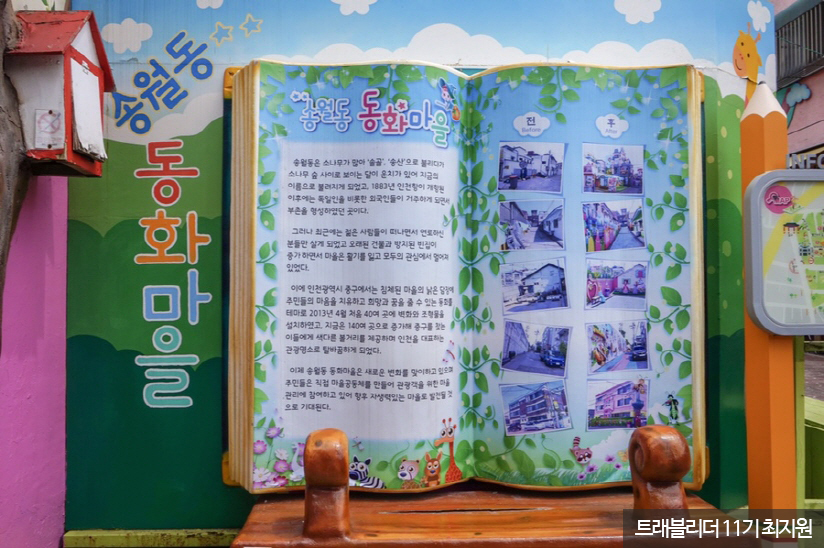 송월동
동화마을
송월동 동화마을
송월동은 소나무가 많아 '솔골', '송산'으로 불리다가
소나무 숲 사이로 보이는 달이 운치가 있어 지금의
이름으로 불려지게 되었고, 1883년 인천항이 개항된
이후에는 독일인을 비롯한 외국인들이 거주하게 되면서
부촌을 형성하였던 곳이다.
그러나 최근에는 젊은 사람들이 떠나면서 연로하신
분들만 살게 되었고 오래된 건물과 방치된 빈집이
증가 하면서 마을은 활기를 잃고 모두의 관심에서 멀어져
있었다.
이에 인천광역시 중구에서는 침체된 마을의 낡은 담장에
주민들의 마음을 치유하고 희망과 꿈을 줄 수 있는 동화를
테마로 2013년 4월 처음 40여 곳에 벽화와 조형물을
설치하였고, 지금은 140여 곳으로 증가해 중구를 찾는
이들에게 색다른 볼거리를 제공하며 인천을 대표하는
관광명소로 탈바꿈하게 되었다.
이제 송월동 동화마을은 새로운 변화를 맞이하고 있으며
주민들은 직접 마을공동체를 만들어 관광객을 위한 마을
관리에 참여하고 있어 향후 자생력있는 마을로 발전될 것
으로 기대된다.
전
Before
후
After
INFO
트래블리더 11기 최지원